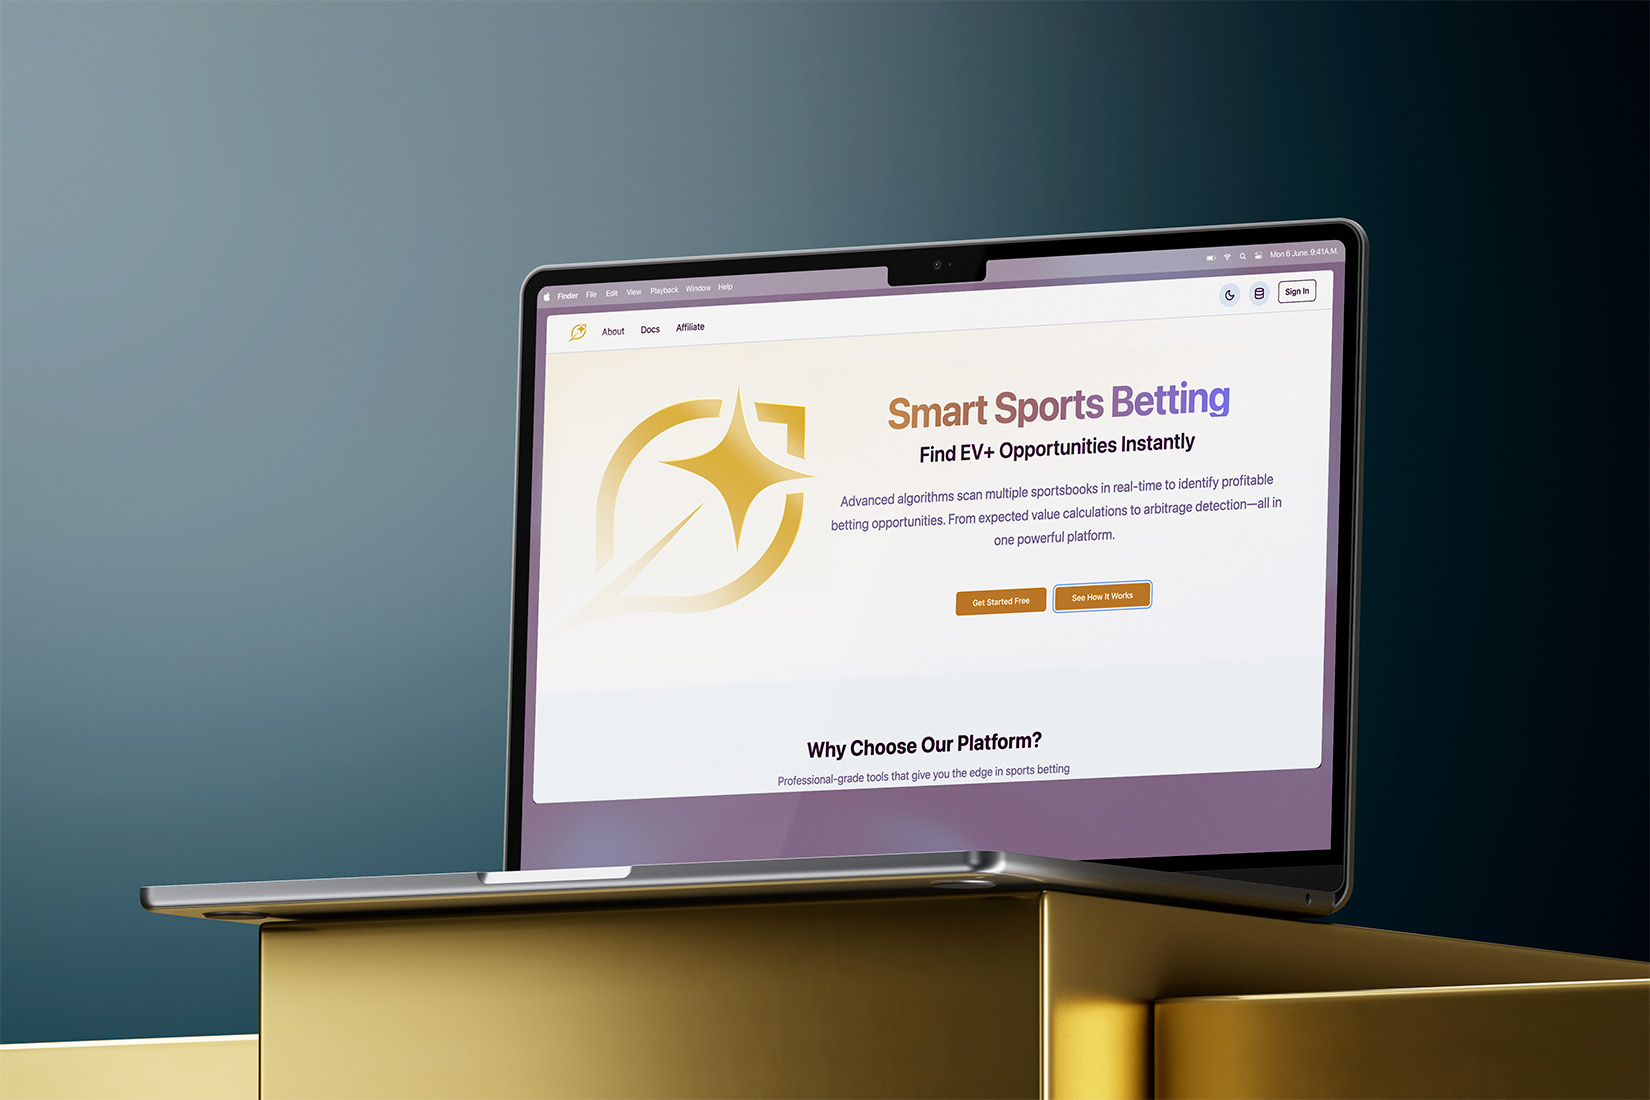 Finder File Edit View Playback Window Help
Mon 6 June. 9:41A.M.
About Docs Affiliate
Sign In
Smart Sports Betting
Find EV+ Opportunities Instantly
Advanced algorithms scan multiple sportsbooks in real-time to identify profitable
betting opportunities. From expected value calculations to arbitrage detection—all in
one powerful platform.
Get Started Free
See How It Works
Why Choose Our Platform?
Professional-grade tools that give you the edge in sports betting